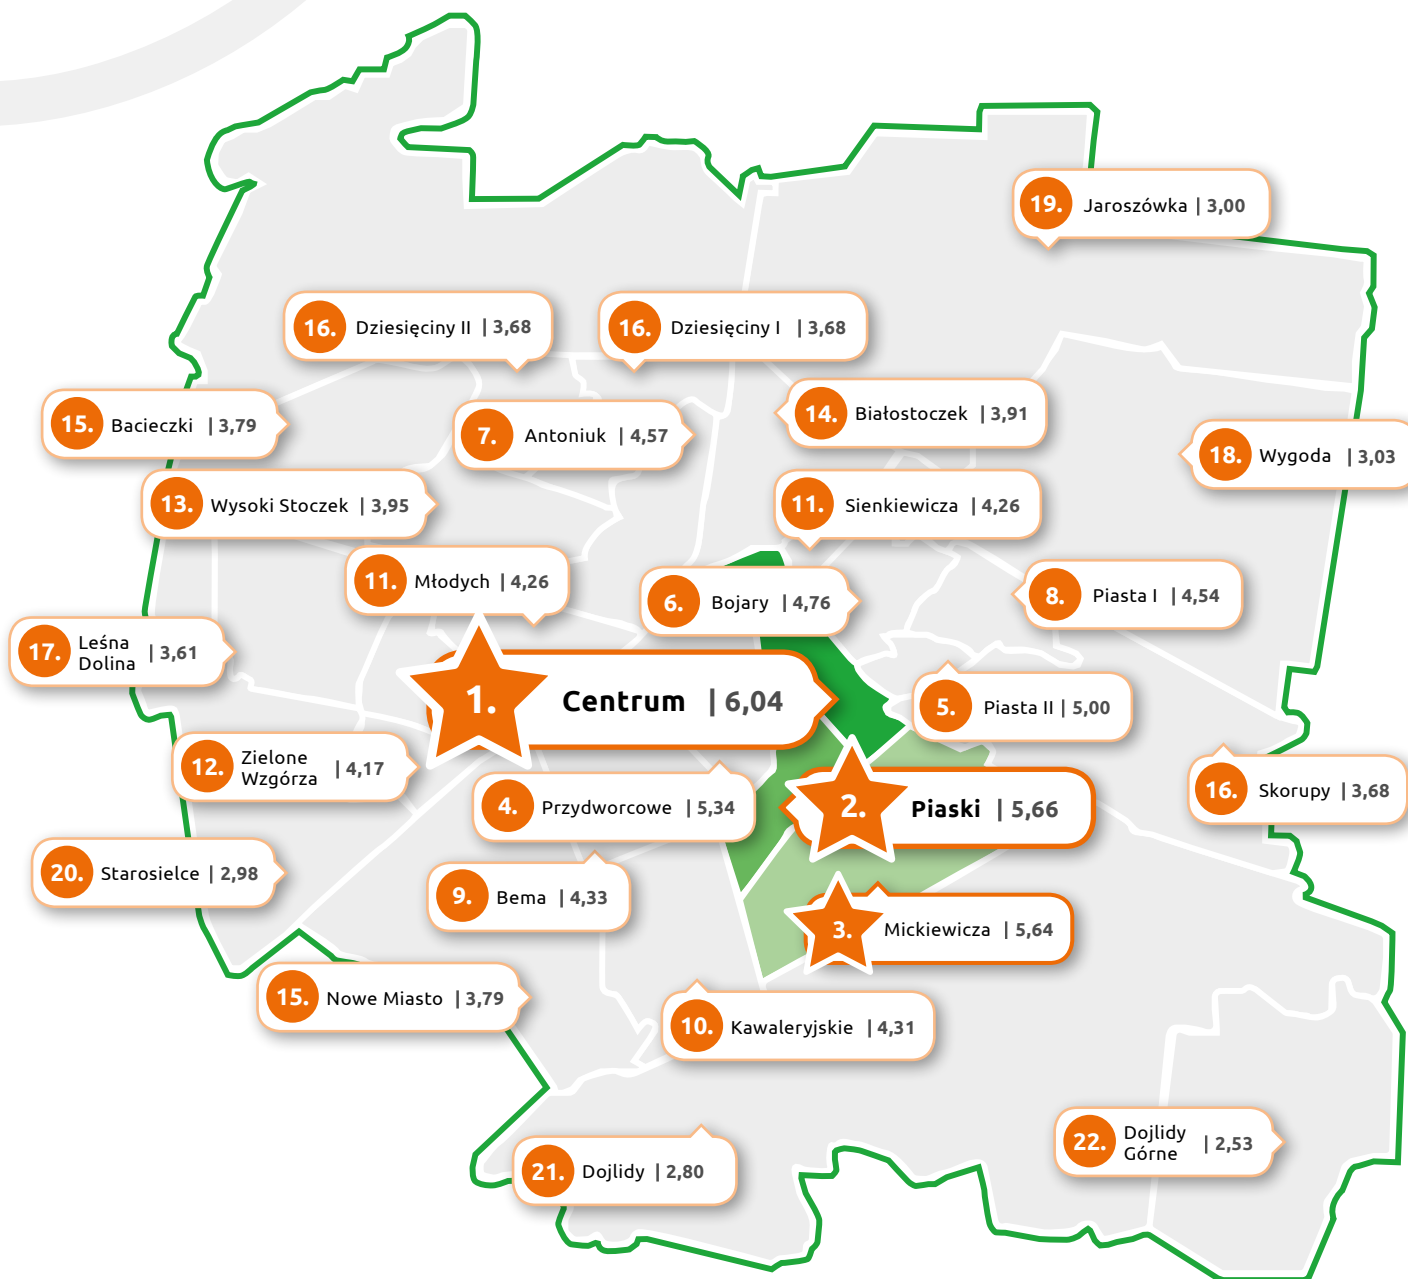 19. Jaroszówka | 3,00
16. Dziesięciny II | 3,68
16. Dziesięciny I | 3,68
15. Bacieczki | 3,79
7. Antoniuk | 4,57
14. Białostoczek | 3,91
18. Wygoda | 3,03
13. Wysoki Stoczek | 3,95
11. Sienkiewicza | 4,26
11. Młodych | 4,26
6. Bojary | 4,76
8. Piasta I | 4,54
17. Leśna
Dolina | 3,61
1. Centrum | 6,04
5. Piasta II | 5,00
12. Zielone
Wzgórza | 4,17
4. Przydworcowe | 5,34
2. Piaski | 5,66
16. Skorupy | 3,68
20. Starosielce | 2,98
9. Bema | 4,33
3. Mickiewicza | 5,64
15. Nowe Miasto | 3,79
10. Kawaleryjskie | 4,31
22. Dojlidy
Górne | 2,53
21. Dojlidy | 2,80